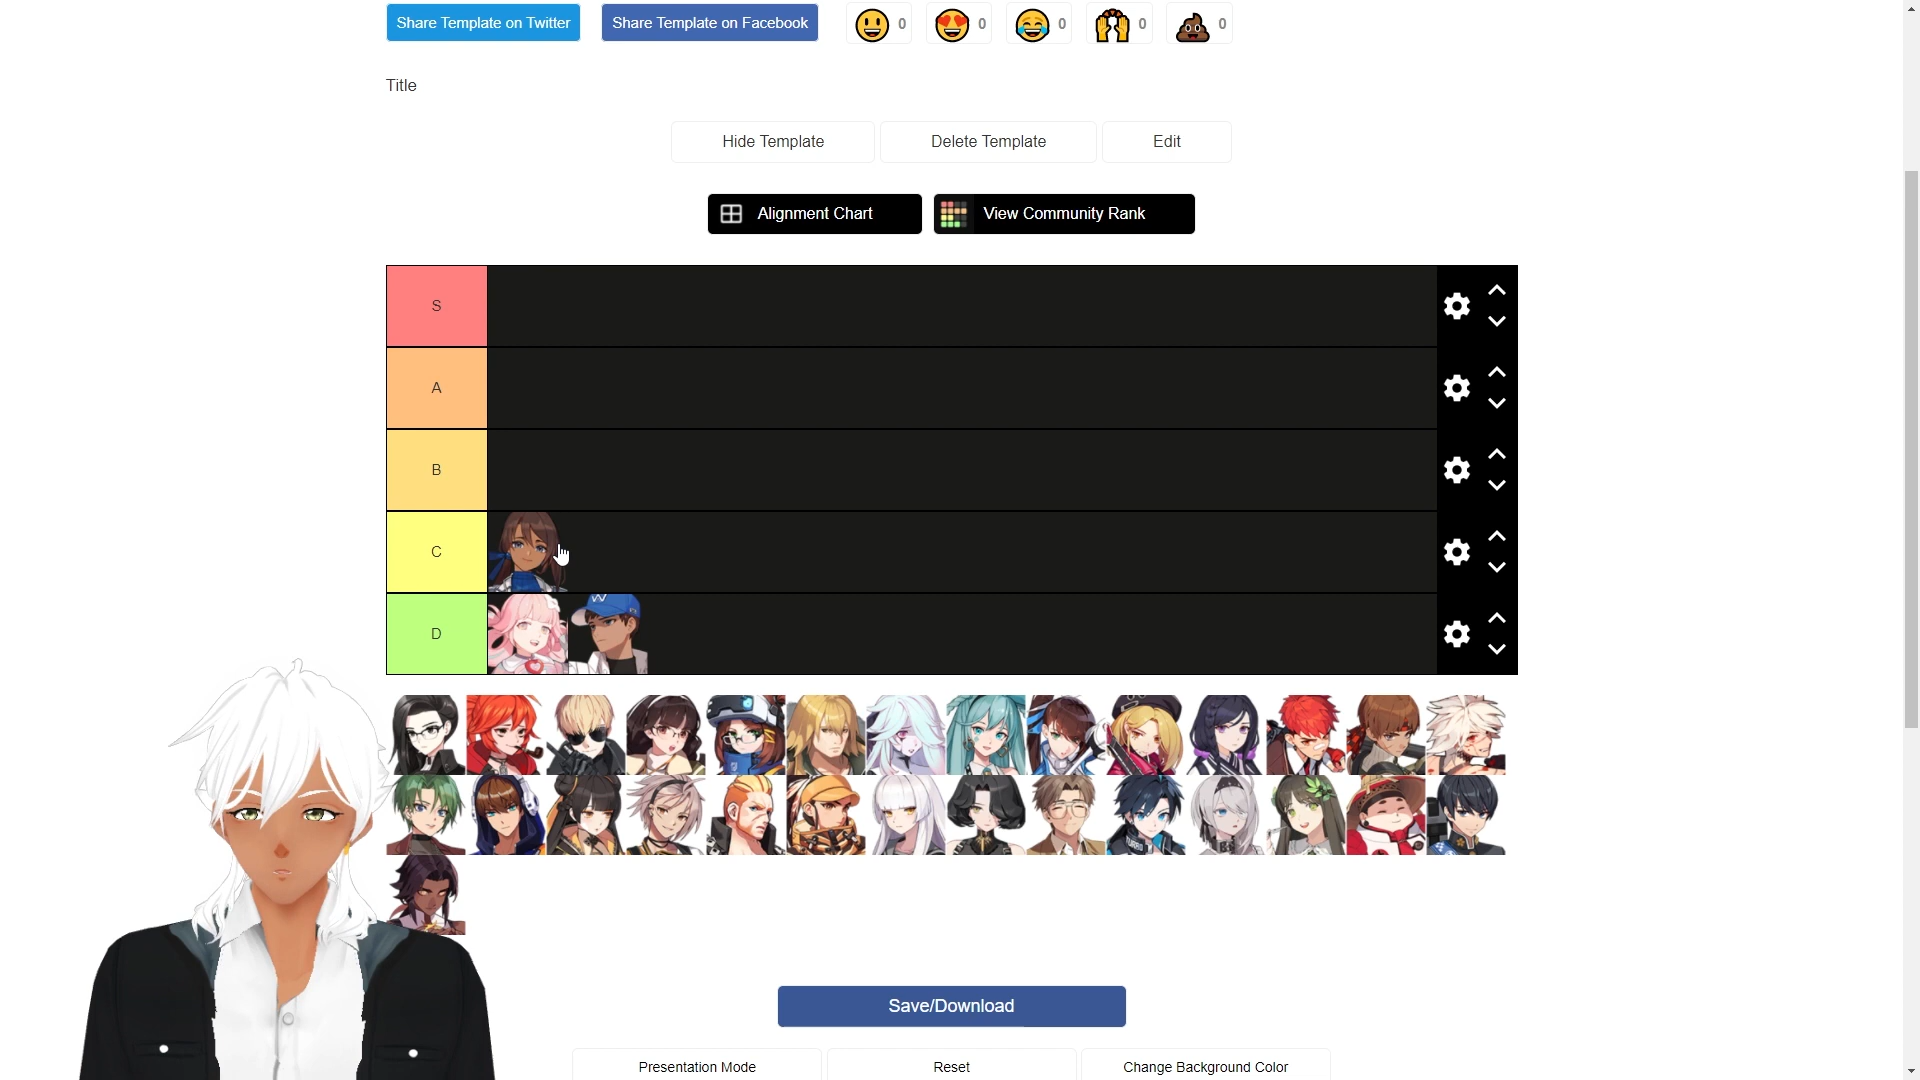 Share Template on Twitter
Share Template on Facebook
0
0
0
0
0
Title
Hide Template
Delete Template
Edit
Alignment Chart
View Community Rank
S
A
B
C
D
W
Save/Download
Presentation Mode
Reset
Change Background Color